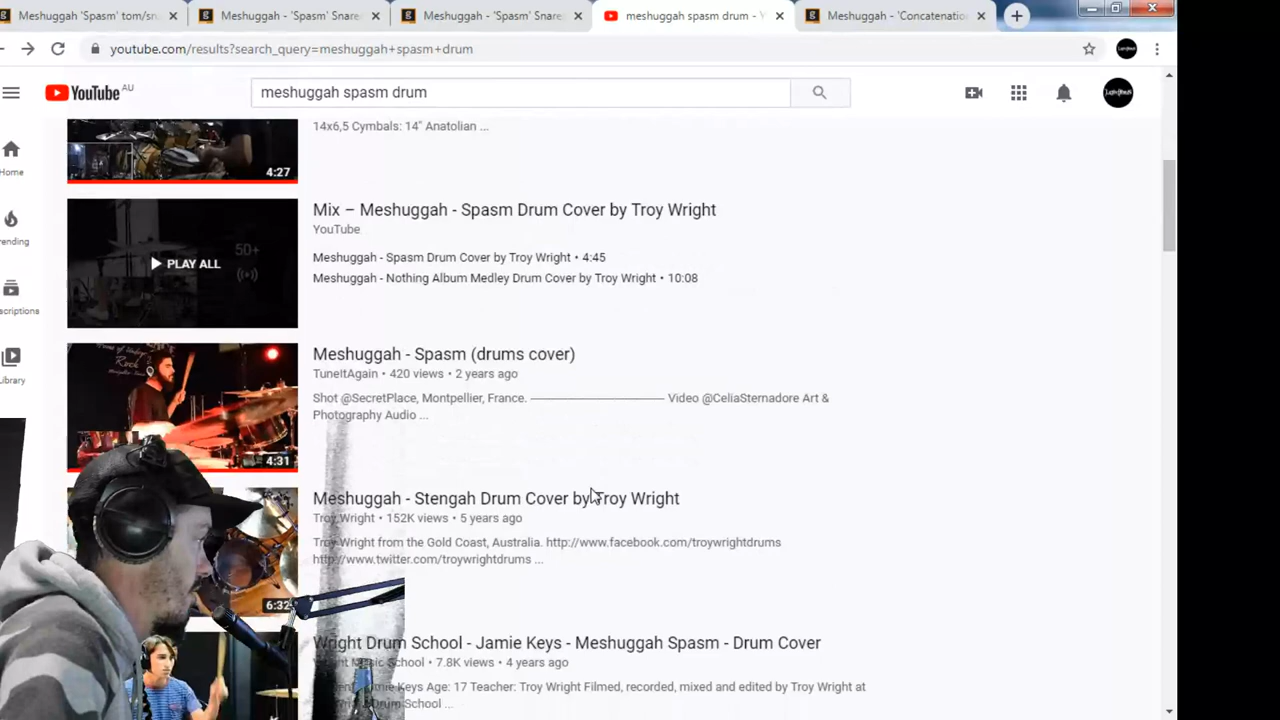 Meshuggah 'Spasm' tom/sn
Meshuggah - 'Spasm' Snare
Meshuggah - 'Spasm' Snare
meshuggah spasm drum - Y
Meshuggah - 'Concatenatio
youtube.com/results?search_query=meshuggah+spasm+drum
YouTube AU
meshuggah spasm drum
14x6,5 Cymbals: 14" Anatolian ...
4:27
Home
Mix – Meshuggah - Spasm Drum Cover by Troy Wright
YouTube
rending
50+
PLAY ALL
Meshuggah - Spasm Drum Cover by Troy Wright • 4:45
Meshuggah - Nothing Album Medley Drum Cover by Troy Wright • 10:08
scriptions
Meshuggah - Spasm (drums cover)
TuneItAgain • 420 views • 2 years ago
Library
Shot @SecretPlace, Montpellier, France. ------------------------------ Video @CeliaSternadore Art &
Photography Audio ...
4:31
Meshuggah - Stengah Drum Cover by Troy Wright
Troy Wright • 152K views • 5 years ago
Troy Wright from the Gold Coast, Australia. http://www.facebook.com/troywrightdrums
http://www.twitter.com/troywrightdrums ...
6:32
Wright Drum School - Jamie Keys - Meshuggah Spasm - Drum Cover
Wright Music School • 7.8K views • 4 years ago
Jamie Keys Age: 17 Teacher: Troy Wright Filmed, recorded, mixed and edited by Troy Wright at
Drum School ...